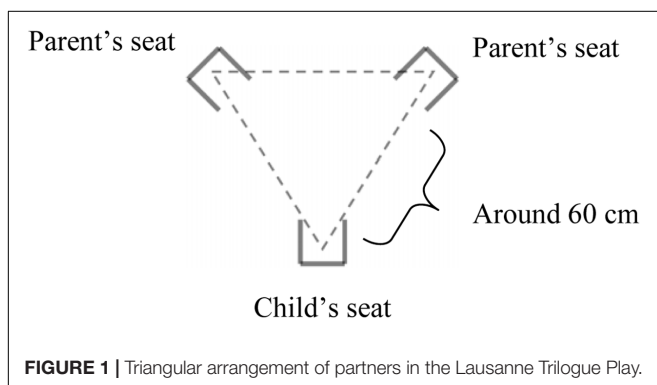 Parent's seat
Parent's seat
Around 60 cm
Child's seat
FIGURE 1 | Triangular arrangement of partners in the Lausanne Trilogue Play.